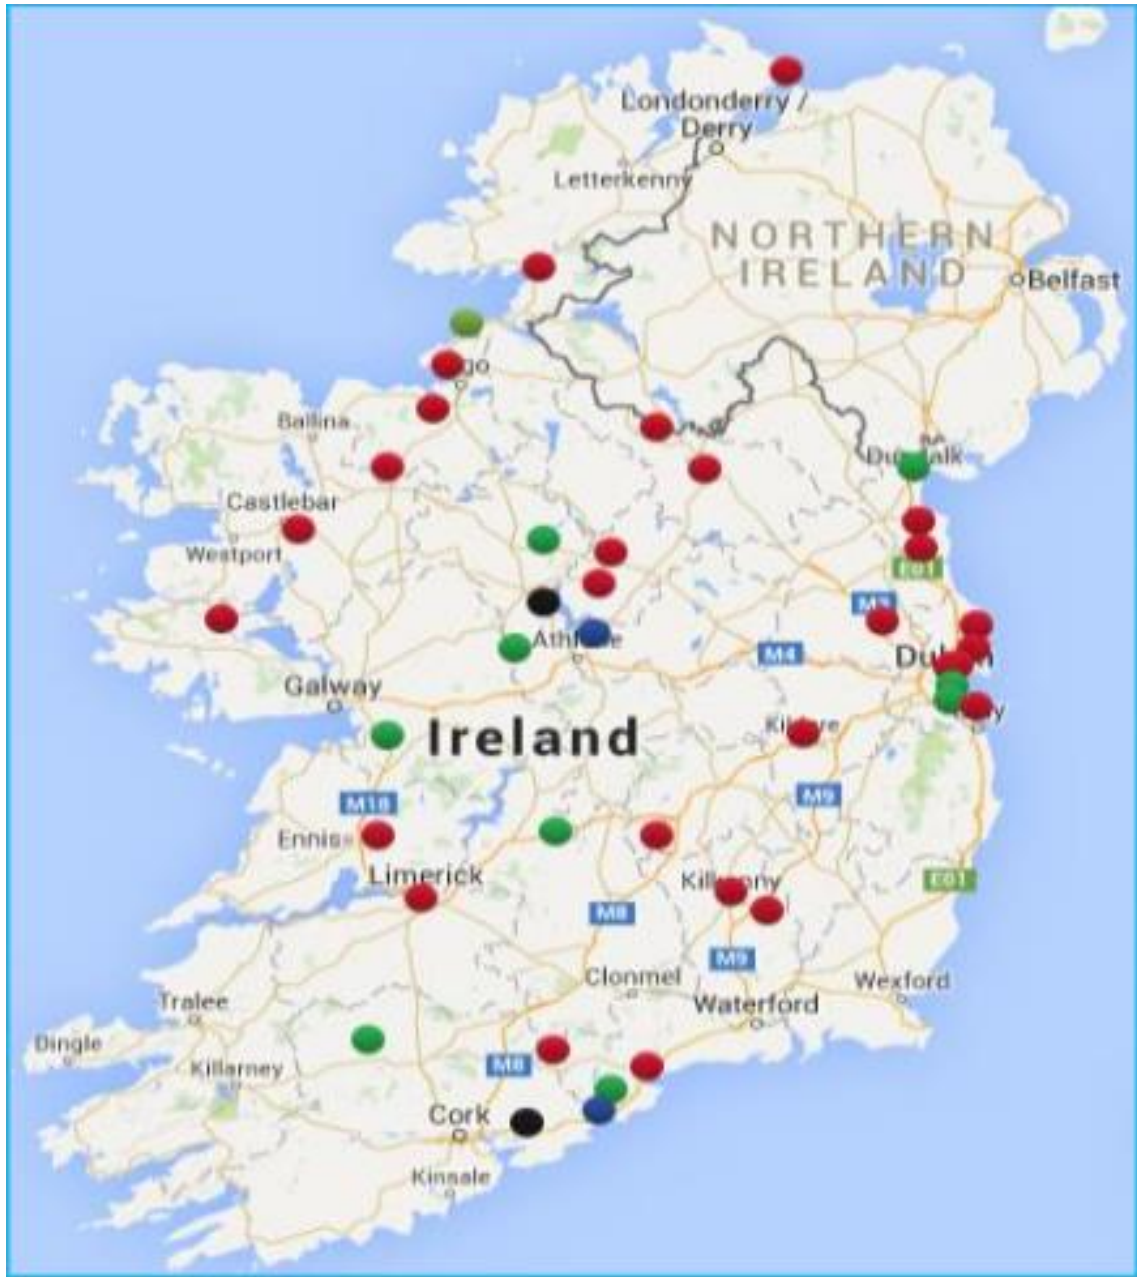 Londonderry /
Derry
Letterkenny
NORTHERN
IRELAND
Belfast
go
Ballina
Castlebar
Westport
E01
M4
Galway
Ireland
M18
M9
Ennis
Limerick
E01
M8
M9
Clonmel
Wexford
Waterford
Tralee
Dingle
Killarney
M8
Cork
Kinsale